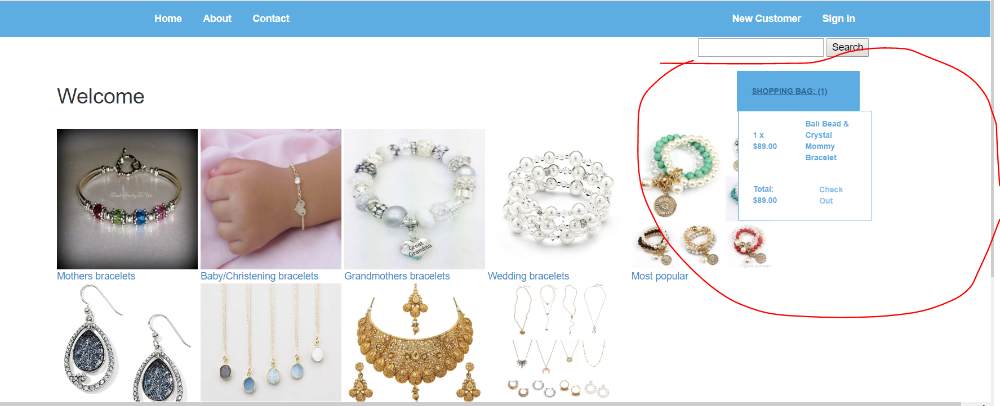 Home About Contact New Customer Sign in
Search
SHOPPING BAG: (1)
Welcome
1 x
$89.00
Bali Bead &
Crystal
Mommy
Bracelet
Total:
$89.00
Check
Out
BeadedJewelryForYou
Great
Grandma
Mothers bracelets
Baby/Christening bracelets
Grandmothers bracelets
Wedding bracelets
Most popular